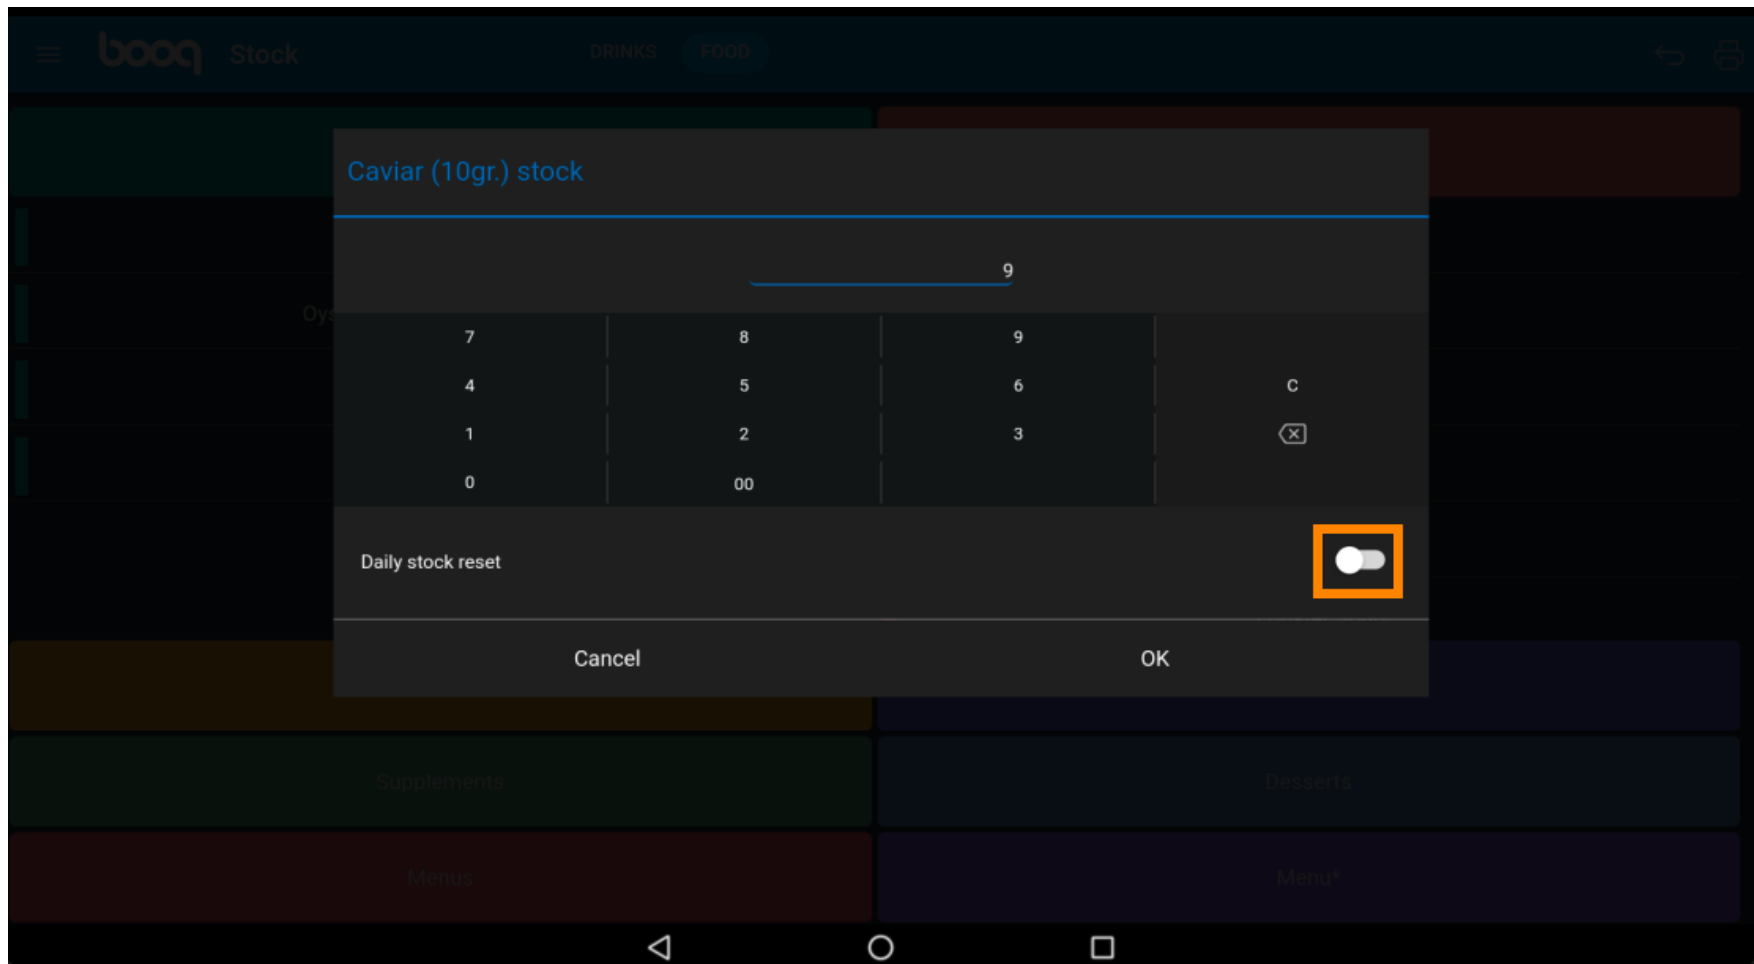 booq Stock DRINKS FOOD
Caviar (10gr.) stock
9
7 8 9
4 5 6 C
1 2 3
0 00
Daily stock reset
Cancel OK
Supplements Desserts
Menus Menu*